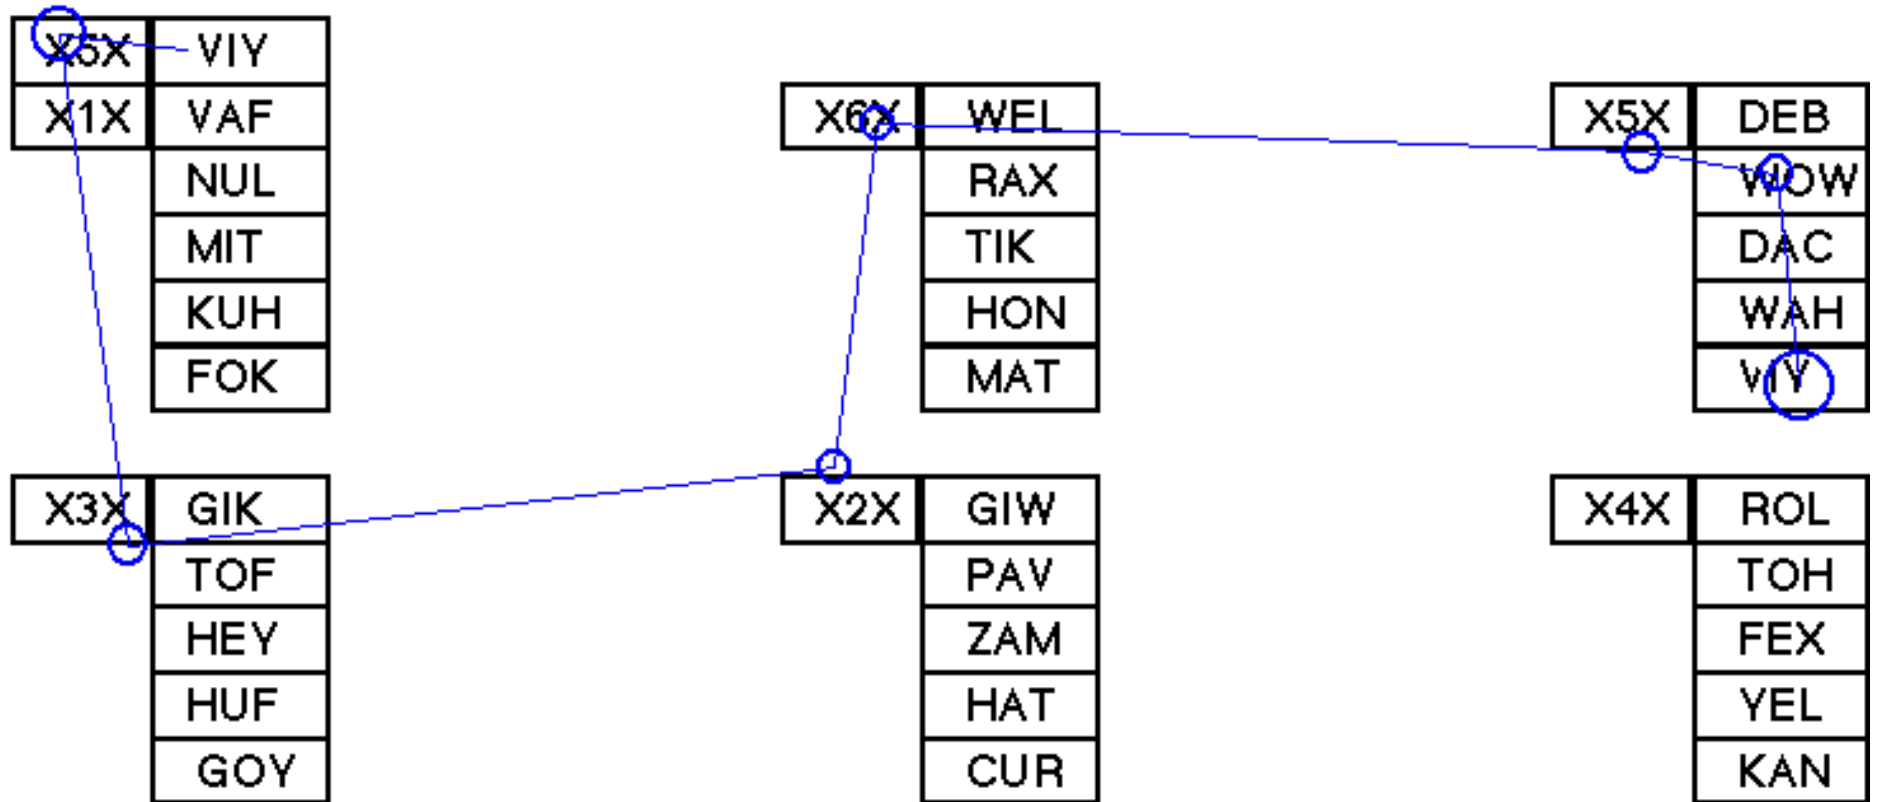 X5X VIY
X1X VAF
NUL
MIT
KUH
FOK
X6X WEL
RAX
TIK
HON
MAT
X5X DEB
WOW
DAC
WAH
VIY
X3X GIK
TOF
HEY
HUF
GOY
X2X GIW
PAV
ZAM
HAT
CUR
X4X ROL
TOH
FEX
YEL
KAN